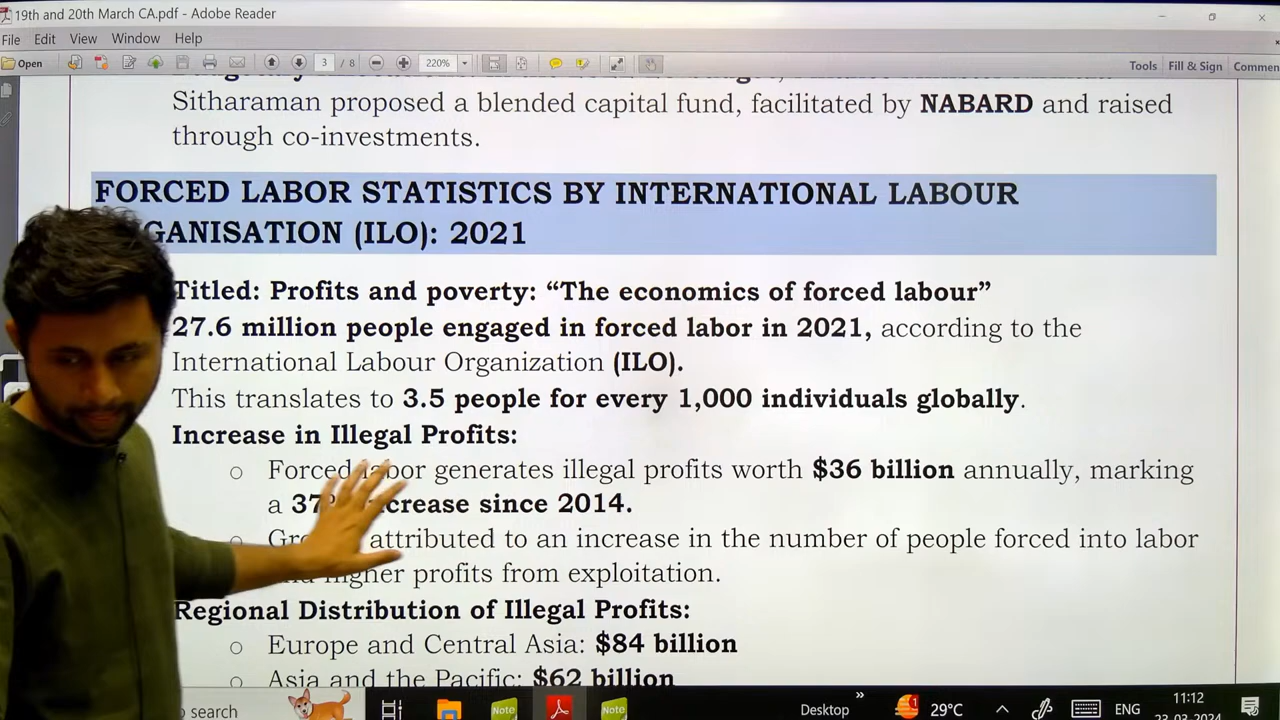 19th and 20th March CA.pdf - Adobe Reader
File Edit View Window Help
Open 3 / 8 220% Tools Fill & Sign Commen
Sitharaman proposed a blended capital fund, facilitated by NABARD and raised
through co-investments.
FORCED LABOR STATISTICS BY INTERNATIONAL LABOUR
GANISATION (ILO): 2021
Titled: Profits and poverty: “The economics of forced labour”
27.6 million people engaged in forced labor in 2021, according to the
International Labour Organization (ILO).
This translates to 3.5 people for every 1,000 individuals globally.
Increase in Illegal Profits:
Forced labor generates illegal profits worth $36 billion annually, marking
a 37% increase since 2014.
attributed to an increase in the number of people forced into labor
higher profits from exploitation.
Regional Distribution of Illegal Profits:
Europe and Central Asia: $84 billion
Asia and the Pacific: $62 billion
search Note Note Desktop » 29°C ENG 11:12